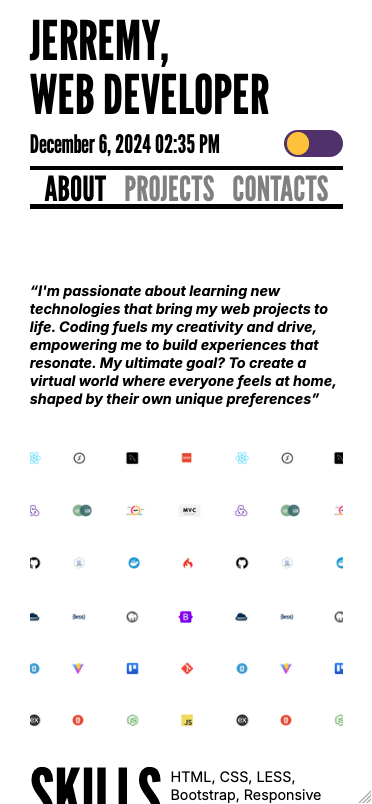 JERREMY,
WEB DEVELOPER
December 6, 2024 02:35 PM
ABOUT PROJECTS CONTACTS
“I'm passionate about learning new
technologies that bring my web projects to
life. Coding fuels my creativity and drive,
empowering me to build experiences that
resonate. My ultimate goal? To create a
virtual world where everyone feels at home,
shaped by their own unique preferences”
MVC
{less} B {less}
ex JS ex
SKILLS
HTML, CSS, LESS,
Bootstrap, Responsive